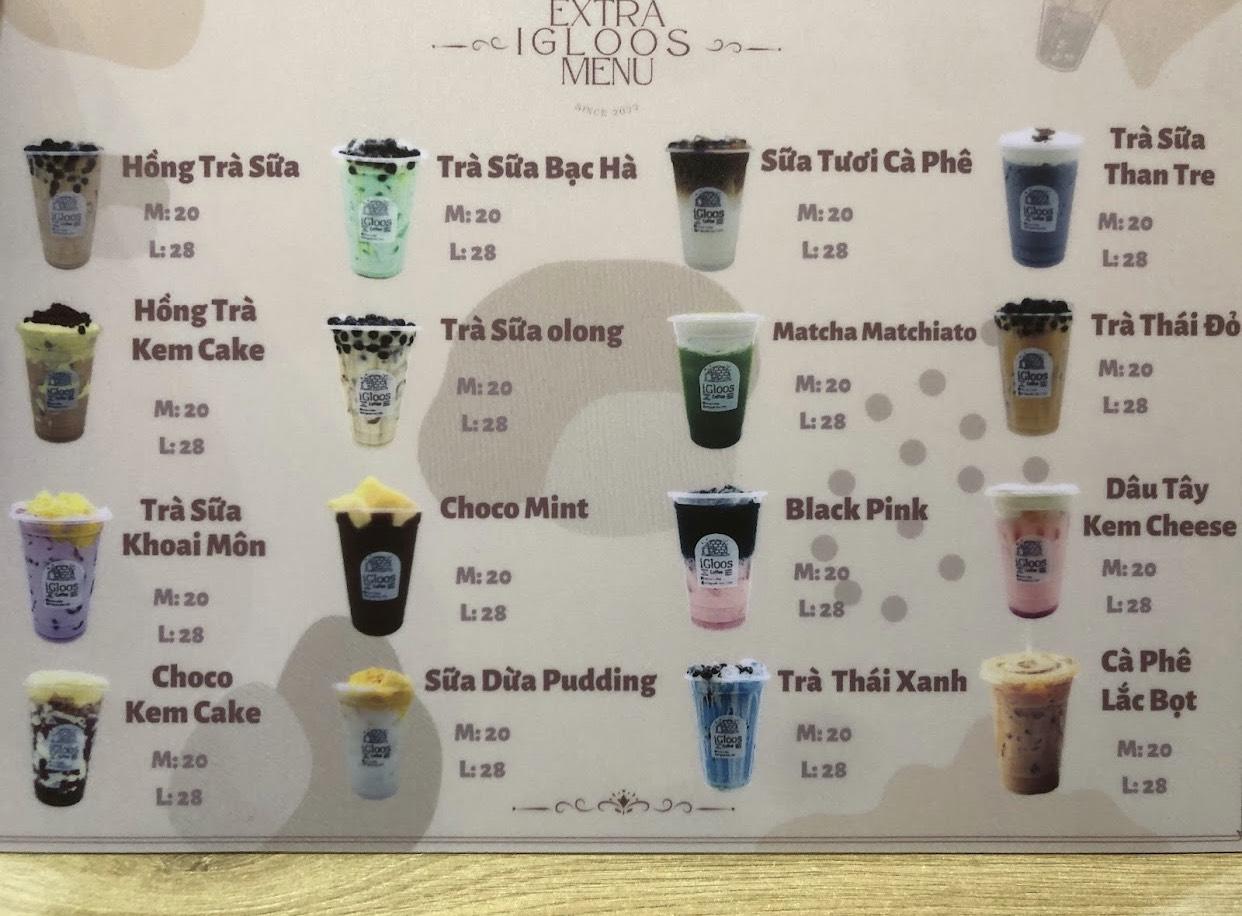 EXTRA
IGLOOS
MENU
SINCE 2022
Hồng Trà Sữa
M: 20
L: 28
Trà Sữa Bạc Hà
M: 20
L: 28
Sữa Tươi Cà Phê
M: 20
L: 28
Trà Sữa
Than Tre
M: 20
L: 28
Hồng Trà
Kem Cake
M: 20
L: 28
Trà Sữa olong
M: 20
L: 28
Matcha Matchiato
M: 20
L: 28
Trà Thái Đỏ
M: 20
L: 28
Trà Sữa
Khoai Môn
M: 20
L: 28
Choco Mint
M: 20
L: 28
Black Pink
M: 20
L: 28
Dâu Tây
Kem Cheese
M: 20
L: 28
Choco
Kem Cake
M: 20
L: 28
Sữa Dừa Pudding
M: 20
L: 28
Trà Thái Xanh
M: 20
L: 28
Cà Phê
Lắc Bọt
M: 20
L: 28
iGloos
Coffee